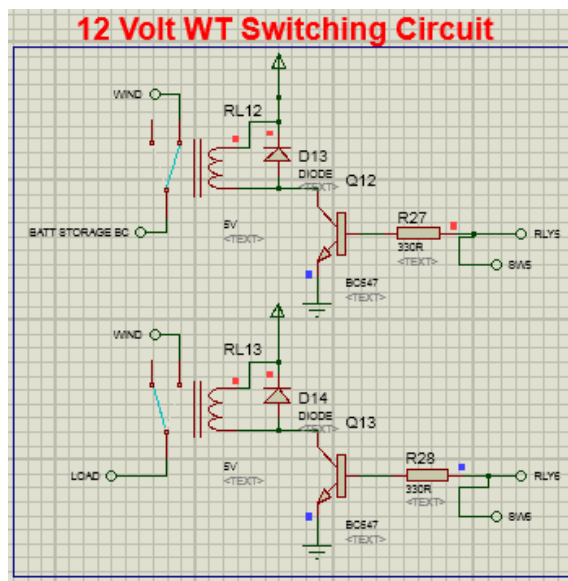 12 Volt WT Switching Circuit
WIND
RL12
D13
DIODE
<TEXT>
Q12
BATT STORAGE BC
5V
<TEXT>
R27
330R
<TEXT>
RLY5
SW5
BC547
<TEXT>
WIND
RL13
D14
DIODE
<TEXT>
Q13
LOAD
5V
<TEXT>
R28
330R
<TEXT>
RLY6
SW6
BC547
<TEXT>